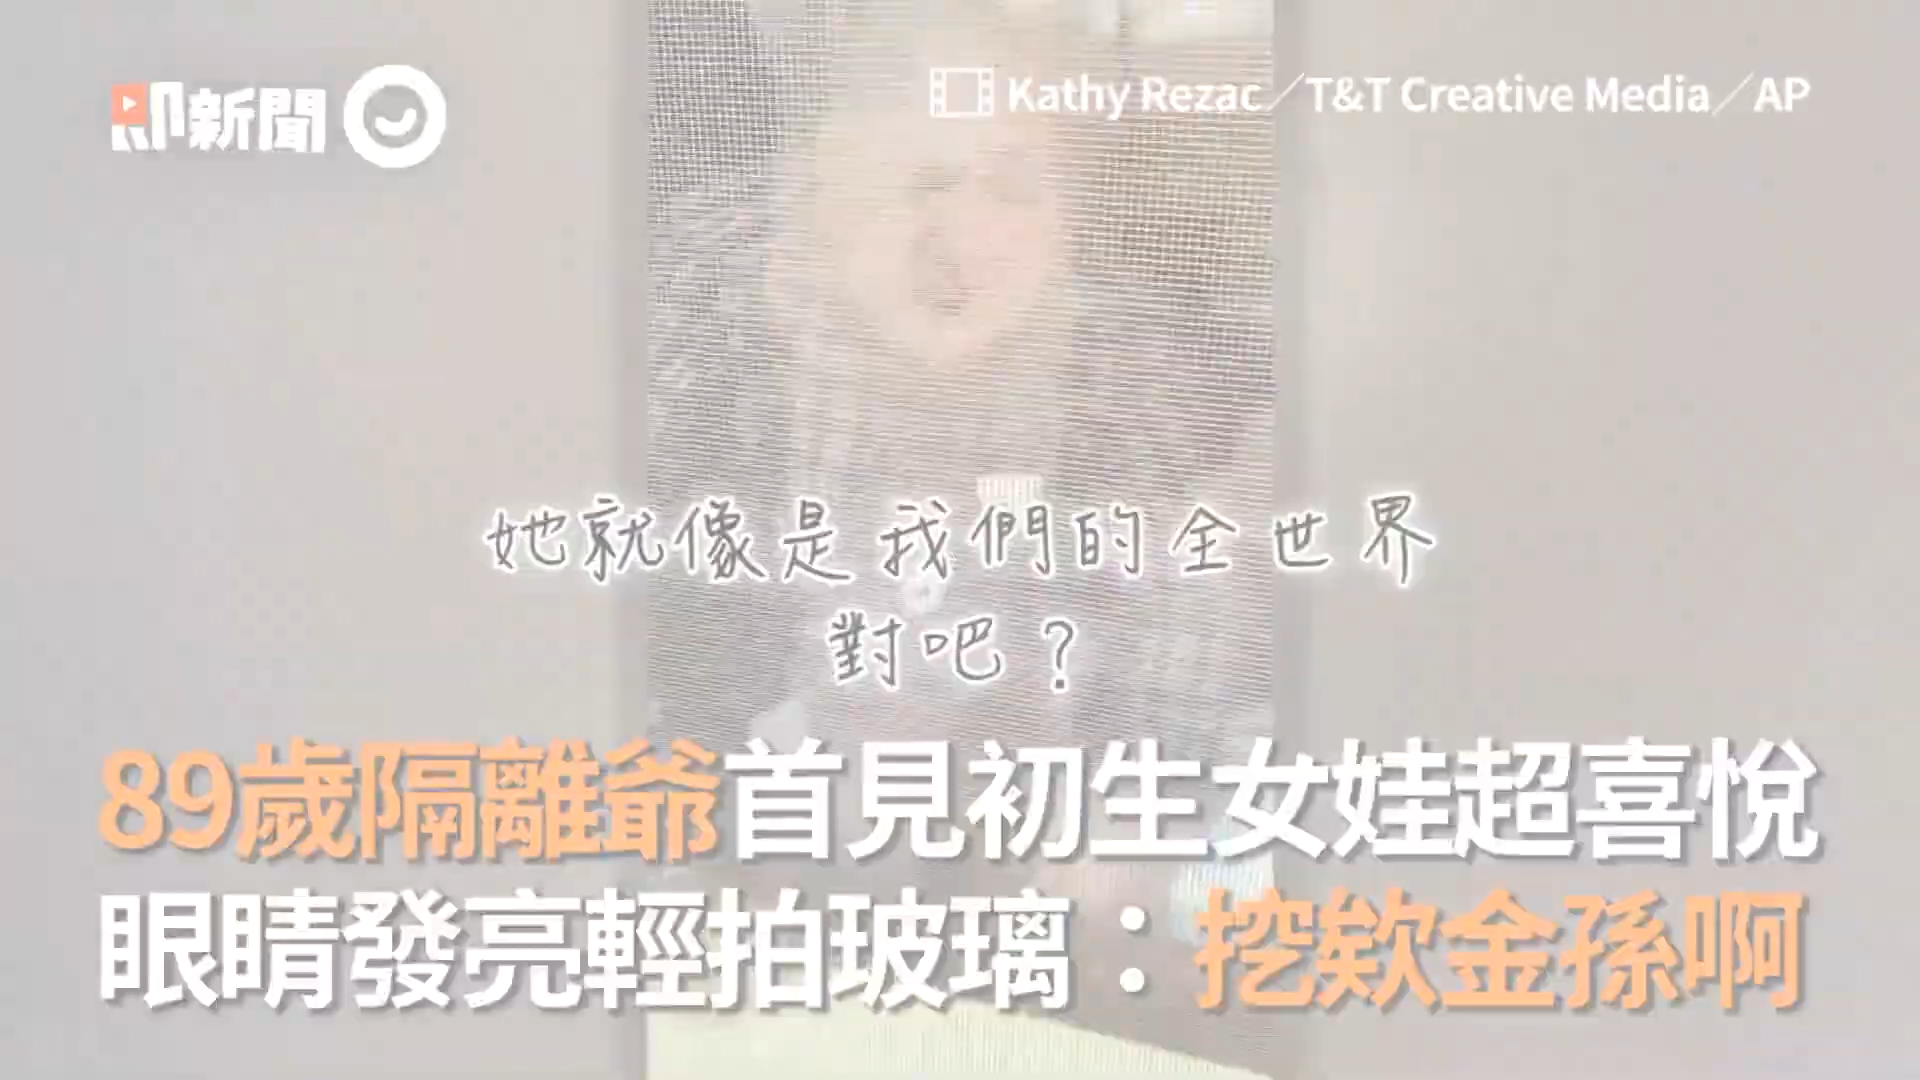 即新聞
Kathy Rezac／T&T Creative Media／AP
她就像是我們的全世界
對吧？
89歲隔離爺首見初生女娃超喜悅
眼睛發亮輕拍玻璃：挖欸金孫啊